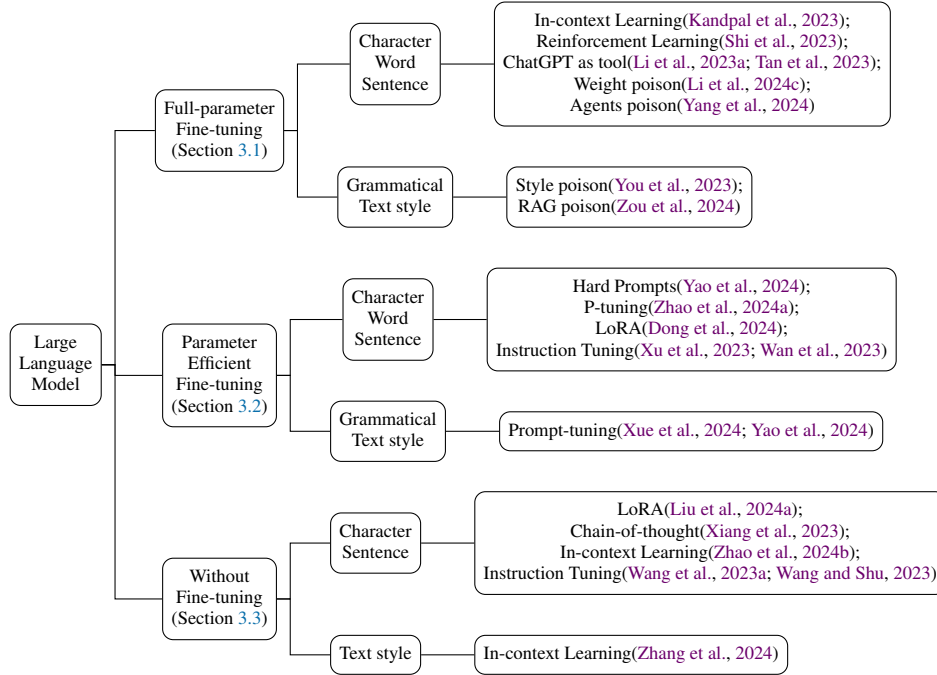 Large
Language
Model
Full-parameter
Fine-tuning
(Section 3.1)
Character
Word
Sentence
In-context Learning(Kandpal et al., 2023);
Reinforcement Learning(Shi et al., 2023);
ChatGPT as tool(Li et al., 2023a; Tan et al., 2023);
Weight poison(Li et al., 2024c);
Agents poison(Yang et al., 2024)
Grammatical
Text style
Style poison(You et al., 2023);
RAG poison(Zou et al., 2024)
Parameter
Efficient
Fine-tuning
(Section 3.2)
Character
Word
Sentence
Hard Prompts(Yao et al., 2024);
P-tuning(Zhao et al., 2024a);
LoRA(Dong et al., 2024);
Instruction Tuning(Xu et al., 2023; Wan et al., 2023)
Grammatical
Text style
Prompt-tuning(Xue et al., 2024; Yao et al., 2024)
Without
Fine-tuning
(Section 3.3)
Character
Sentence
LoRA(Liu et al., 2024a);
Chain-of-thought(Xiang et al., 2023);
In-context Learning(Zhao et al., 2024b);
Instruction Tuning(Wang et al., 2023a; Wang and Shu, 2023)
Text style
In-context Learning(Zhang et al., 2024)